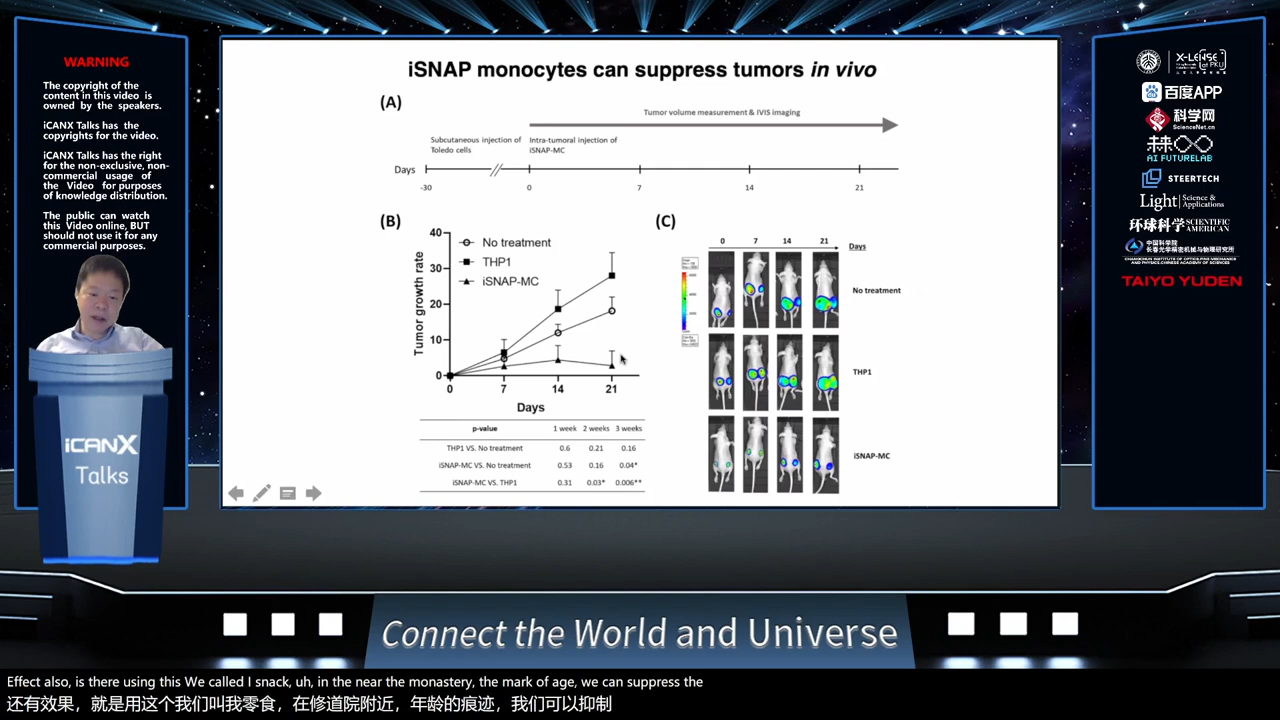 WARNING
The copyright of the
content in this video is
owned by the speakers.
iCANX Talks has the
copyrights for the video.
iCANX Talks has the right
for the non-exclusive, non-
commercial usage of
the Video for purposes
of knowledge distribution.
The public can watch
this Video online, BUT
should not use it for any
commercial purposes.
iCANX
Talks
iSNAP monocytes can suppress tumors in vivo
(A)
Tumor volume measurement & IVIS imaging
Subcutaneous injection of
Toledo cells
Intra-tumoral injection of
iSNAP-MC
Days
-30 0 7 14 21
(B)
Tumor growth rate
40
30
20
10
0
No treatment
THP1
iSNAP-MC
0 7 14 21
Days
p-value 1 week 2 weeks 3 weeks
THP1 VS. No treatment 0.6 0.21 0.16
iSNAP-MC VS. No treatment 0.53 0.16 0.04*
iSNAP-MC VS. THP1 0.31 0.03* 0.006**
(C)
0 7 14 21 Days
No treatment
THP1
iSNAP-MC
X-LENSE
at PKU
百度APP
科学网
ScienceNet.cn
AI FUTURELAB
STEERTECH
Light Science & Applications
环球科学 SCIENTIFIC AMERICAN
中国科学院
长春光学精密机械与物理研究所
CHANGCHUN INSTITUTE OF OPTICS,FINE MECHANICS
AND PHYSICS,CHINESE ACADEMY OF SCIENCES
TAIYO YUDEN
Connect the World and Universe
Effect also, is there using this We called I snack, uh, in the near the monastery, the mark of age, we can suppress the
还有效果，就是用这个我们叫我零食，在修道院附近，年龄的痕迹，我们可以抑制